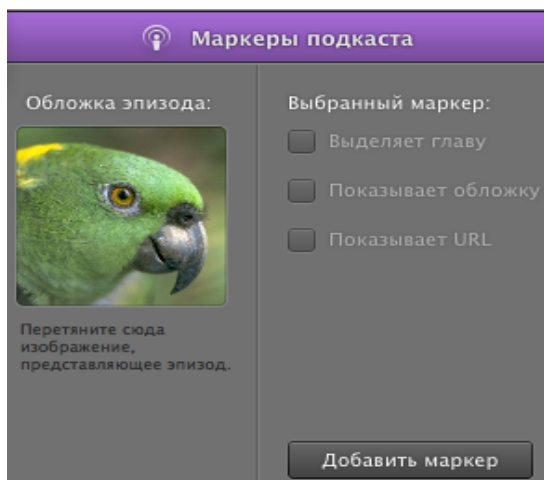 Маркеры подкаста
Обложка эпизода:
Перетяните сюда
изображение,
представляющее эпизод.
Выбранный маркер:
Выделяет главу
Показывает обложку
Показывает URL
Добавить маркер